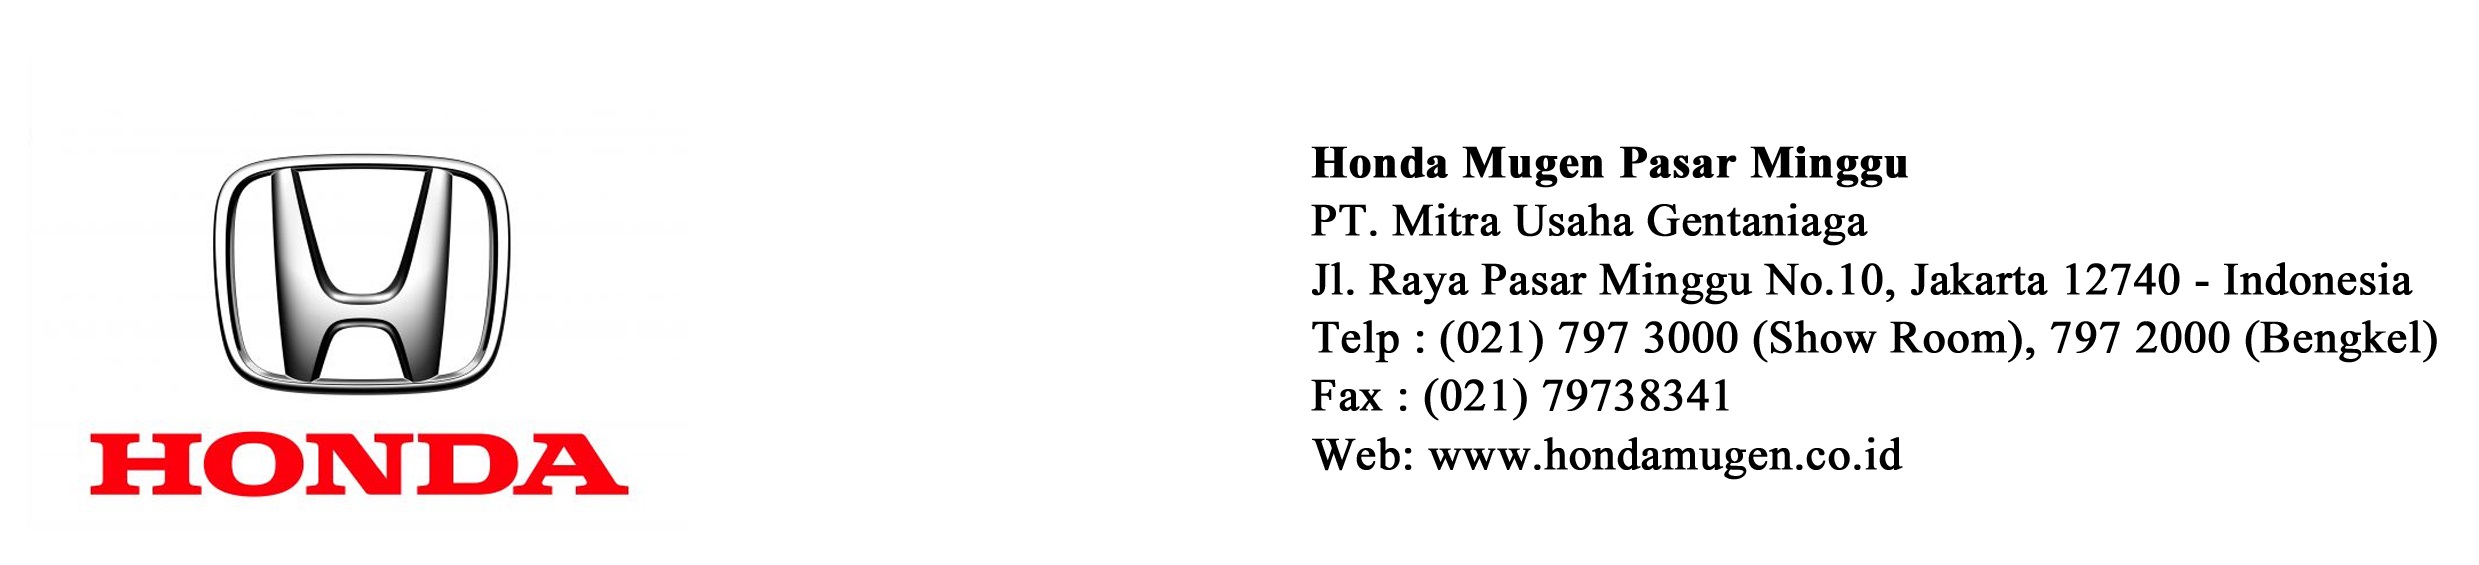 HONDA
Honda Mugen Pasar Minggu
PT. Mitra Usaha Gentaniaga
Jl. Raya Pasar Minggu No.10, Jakarta 12740 - Indonesia
Telp : (021) 797 3000 (Show Room), 797 2000 (Bengkel)
Fax : (021) 79738341
Web: www.hondamugen.co.id